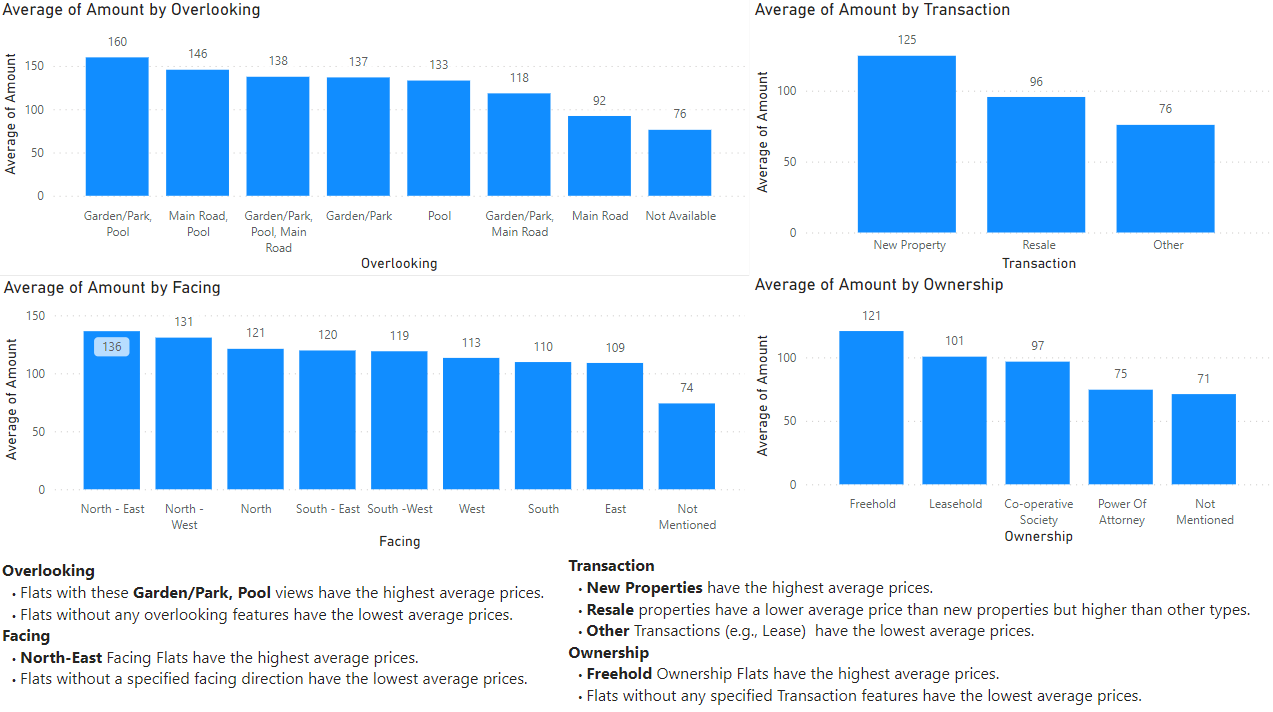 Average of Amount by Overlooking
Average of Amount
150
100
50
0
160
146
138
137
133
118
92
76
Garden/Park, Pool
Main Road, Pool
Garden/Park, Pool, Main Road
Garden/Park
Pool
Garden/Park, Main Road
Main Road
Not Available
Overlooking
Average of Amount by Transaction
Average of Amount
100
50
0
125
96
76
New Property
Resale
Other
Transaction
Average of Amount by Facing
Average of Amount
150
100
50
0
136
131
121
120
119
113
110
109
74
North - East
North - West
North
South - East
South -West
West
South
East
Not Mentioned
Facing
Average of Amount by Ownership
Average of Amount
100
50
0
121
101
97
75
71
Freehold
Leasehold
Co-operative Society
Power Of Attorney
Not Mentioned
Ownership
Overlooking
• Flats with these Garden/Park, Pool views have the highest average prices.
• Flats without any overlooking features have the lowest average prices.
Facing
• North-East Facing Flats have the highest average prices.
• Flats without a specified facing direction have the lowest average prices.
Transaction
• New Properties have the highest average prices.
• Resale properties have a lower average price than new properties but higher than other types.
• Other Transactions (e.g., Lease) have the lowest average prices.
Ownership
• Freehold Ownership Flats have the highest average prices.
• Flats without any specified Transaction features have the lowest average prices.